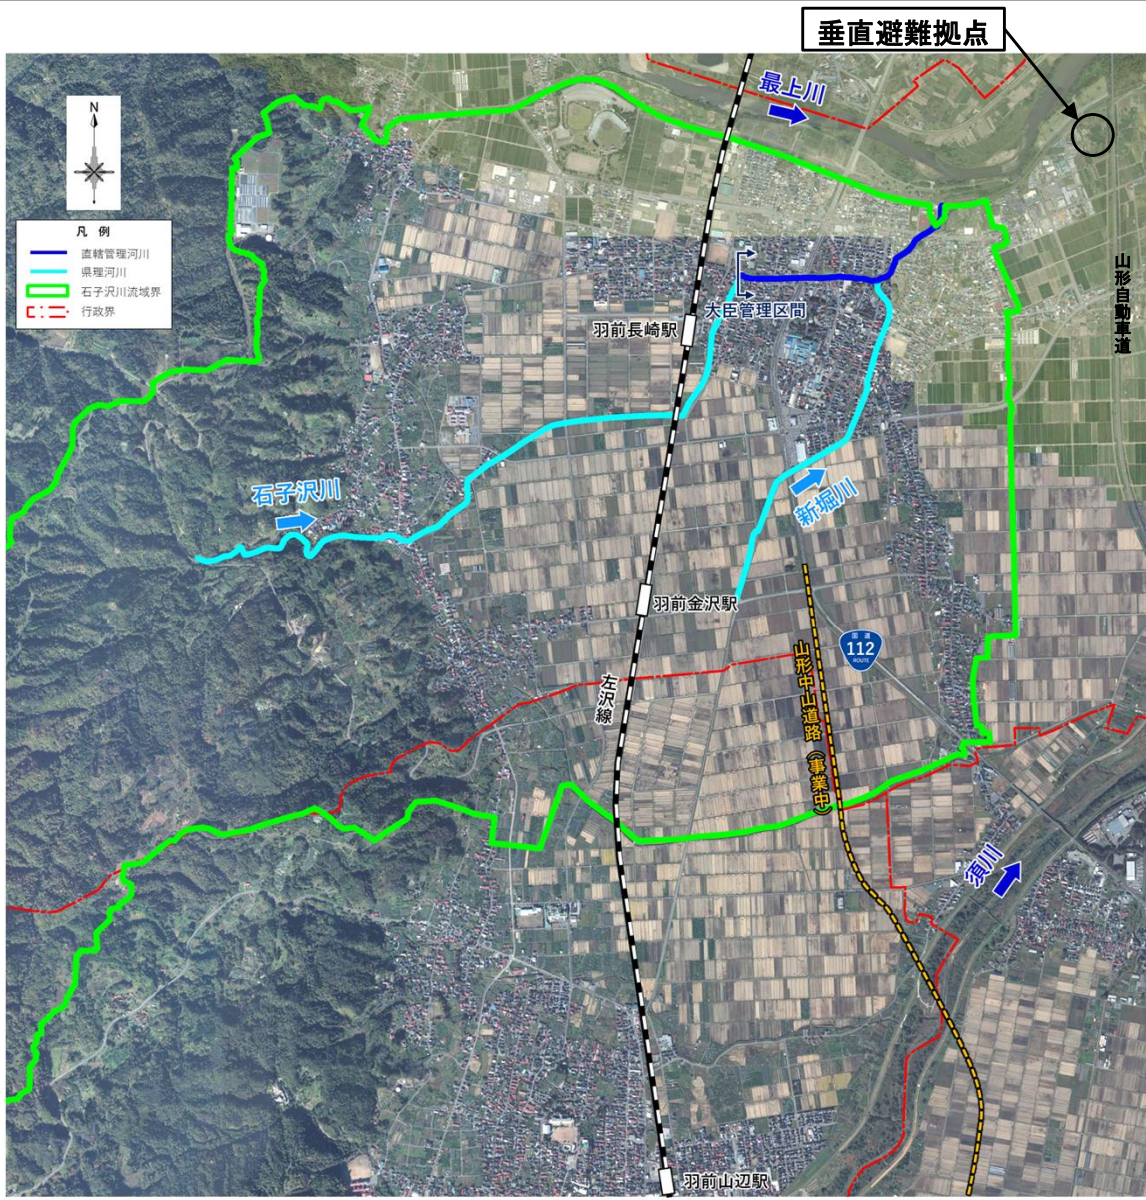 垂直避難拠点
最上川
N
凡 例
直轄管理河川
県理河川
石子沢川流域界
行政界
山形自動車道
大臣管理区間
羽前長崎駅
石子沢川
新堀川
羽前金沢駅
国道
112
ROUTE
山形中山道路（事業中）
左沢線
須川
羽前山辺駅